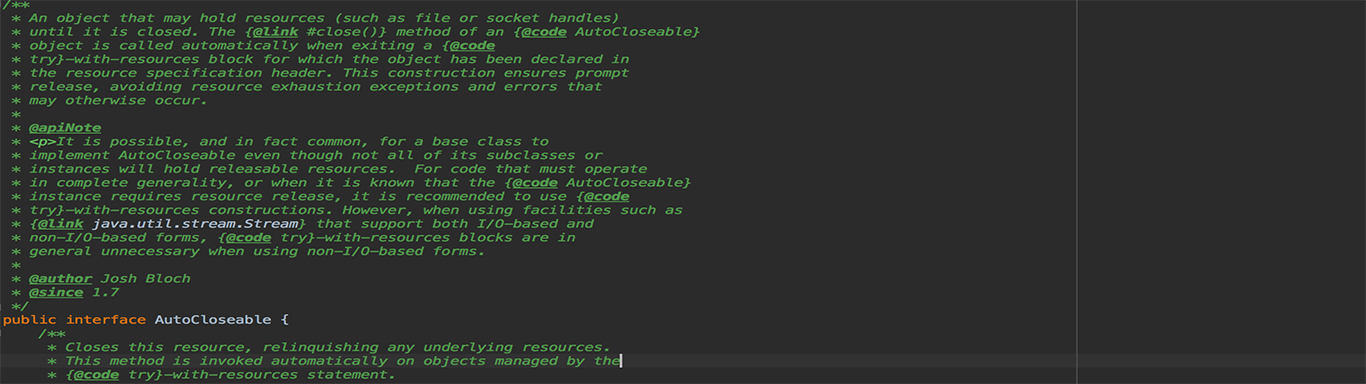 /**
 * An object that may hold resources (such as file or socket handles)
 * until it is closed. The {@link #close()} method of an {@code AutoCloseable}
 * object is called automatically when exiting a {@code
 * try}-with-resources block for which the object has been declared in
 * the resource specification header. This construction ensures prompt
 * release, avoiding resource exhaustion exceptions and errors that
 * may otherwise occur.
 *
 * @apiNote
 * <p>It is possible, and in fact common, for a base class to
 * implement AutoCloseable even though not all of its subclasses or
 * instances will hold releasable resources.  For code that must operate
 * in complete generality, or when it is known that the {@code AutoCloseable}
 * instance requires resource release, it is recommended to use {@code
 * try}-with-resources constructions. However, when using facilities such as
 * {@link java.util.stream.Stream} that support both I/O-based and
 * non-I/O-based forms, {@code try}-with-resources blocks are in
 * general unnecessary when using non-I/O-based forms.
 *
 * @author Josh Bloch
 * @since 1.7
 */
public interface AutoCloseable {
    /**
     * Closes this resource, relinquishing any underlying resources.
     * This method is invoked automatically on objects managed by the
     * {@code try}-with-resources statement.